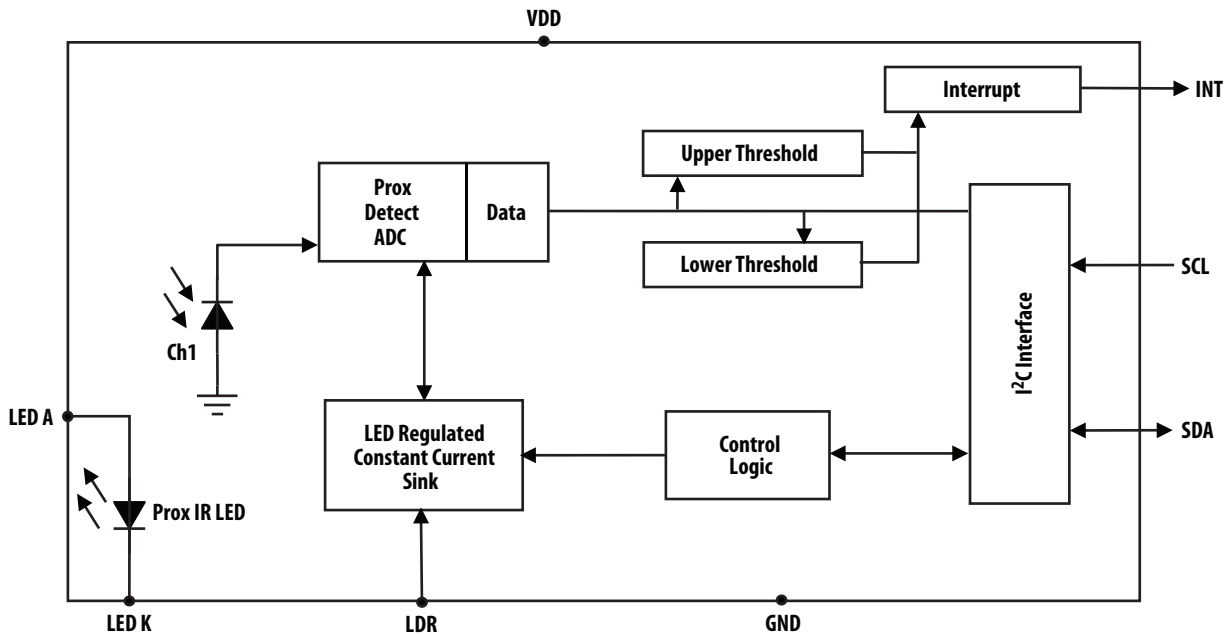 VDD
Interrupt
INT
Upper Threshold
Prox
Detect
ADC
Data
Lower Threshold
SCL
Ch1
I²C Interface
LED A
LED Regulated
Constant Current
Sink
Control
Logic
SDA
Prox IR LED
LED K
LDR
GND